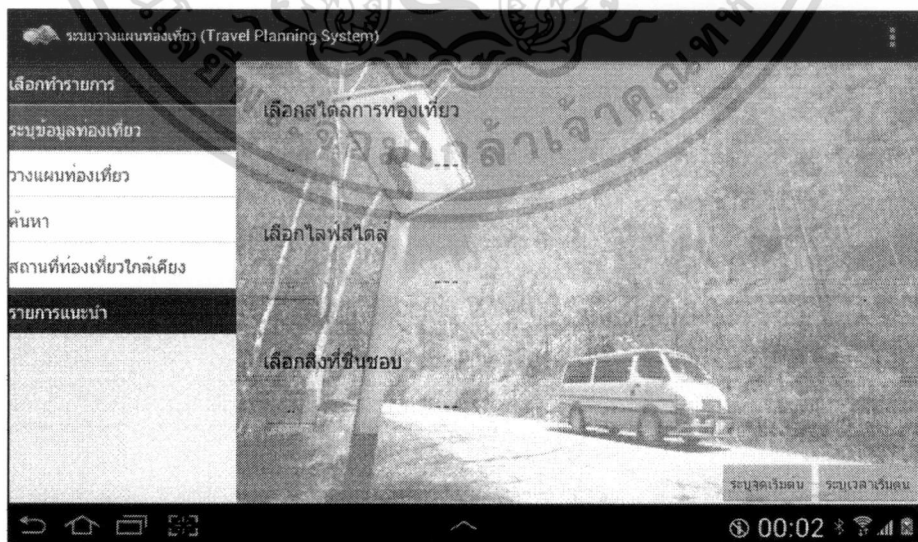 ระบบวางแผนท่องเที่ยว (Travel Planning System)
เลือกทำรายการ
ระบุข้อมูลท่องเที่ยว
วางแผนท่องเที่ยว
ค้นหา
สถานที่ท่องเที่ยวใกล้เคียง
รายการแนะนำ
เลือกสไตล์การท่องเที่ยว
---
เลือกไลฟ์สไตล์
---
เลือกสิ่งที่ชื่นชอบ
---
ระบุจุดเริ่มต้น
ระบุเวลาเริ่มต้น
00:02